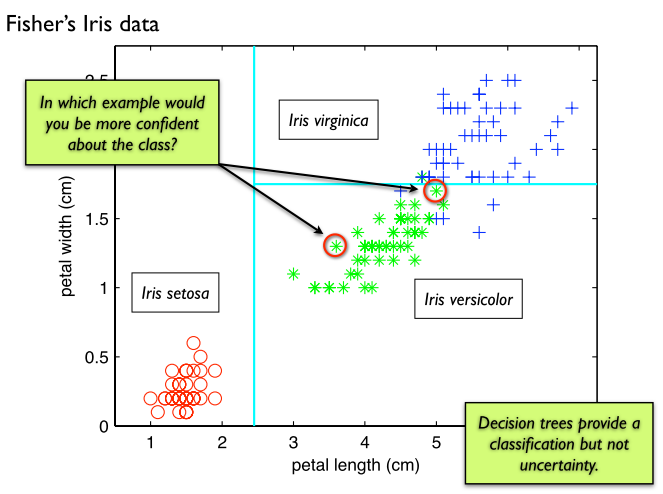 Fisher's Iris data
2.5
In which example would
you be more confident
about the class?
Iris virginica
1.5
petal width (cm)
1
Iris setosa
Iris versicolor
0.5
0
1 2 3 4 5
petal length (cm)
Decision trees provide a
classification but not
uncertainty.